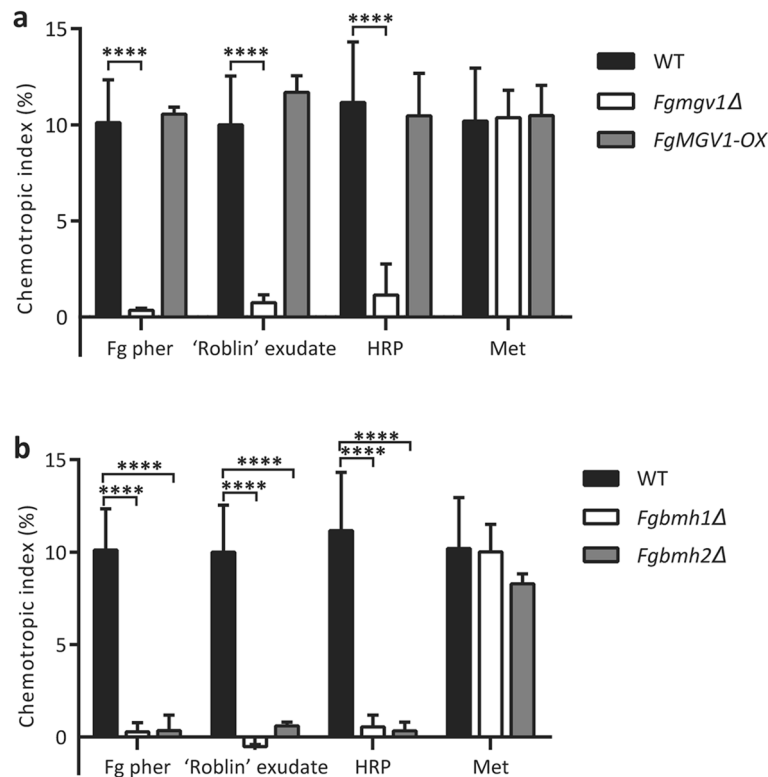 a
15
10
5
0
Chemotropic index (%)
****
****
****
Fg pher
‘Roblin’ exudate
HRP
Met
WT
Fgmgv1Δ
FgMGV1-OX
b
15
10
5
0
Chemotropic index (%)
****
****
****
****
****
****
Fg pher
‘Roblin’ exudate
HRP
Met
WT
Fgbmh1Δ
Fgbmh2Δ